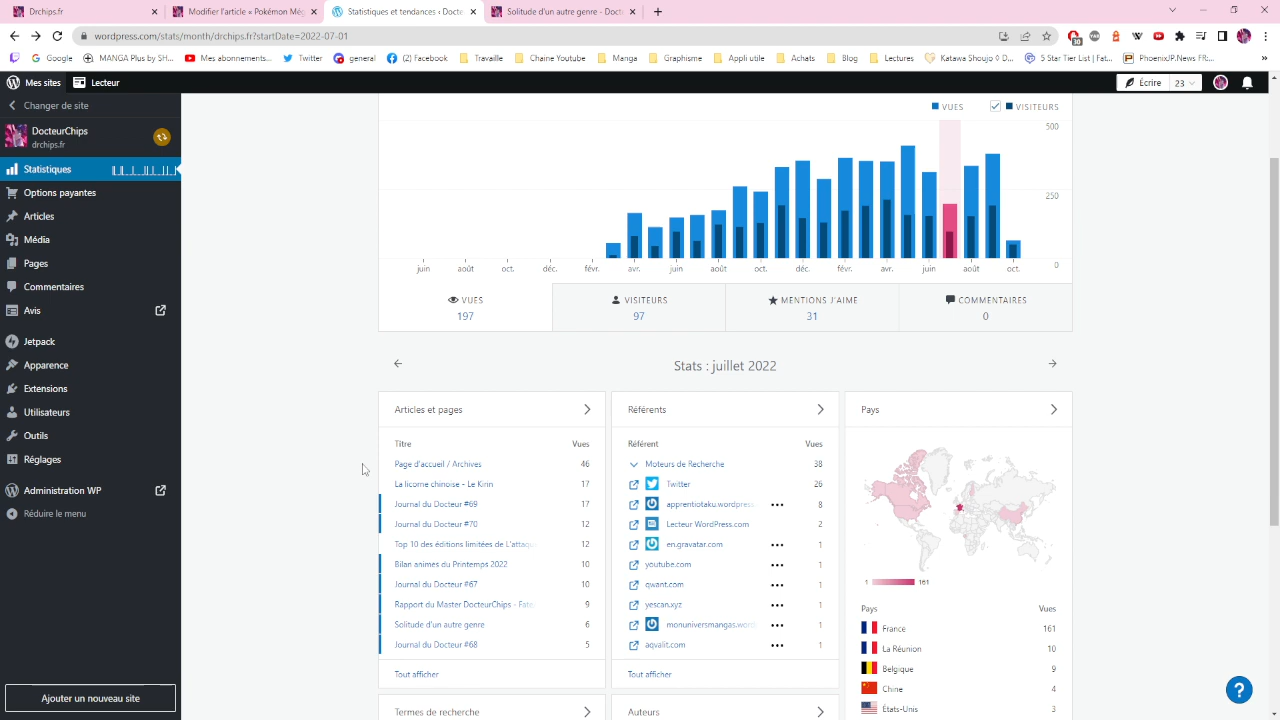 Drchips.fr
Modifier l'article « Pokémon Még
Statistiques et tendances ‹ Docte
Solitude d'un autre genre - Docte
wordpress.com/stats/month/drchips.fr?startDate=2022-07-01
30
Google
MANGA Plus by SH...
Mes abonnements...
Twitter
général
(2) Facebook
Travaille
Chaine Youtube
Manga
Graphisme
Appli utile
Achats
Blog
Lectures
Katawa Shoujo ◊ D...
5 Star Tier List | Fat...
PhoenixJP.News FR:...
»
Mes sites
Lecteur
Écrire
23
Changer de site
DocteurChips
drchips.fr
Statistiques
Options payantes
Articles
Média
Pages
Commentaires
Avis
Jetpack
Apparence
Extensions
Utilisateurs
Outils
Réglages
Administration WP
Réduire le menu
Ajouter un nouveau site
VUES
VISITEURS
500
250
0
juin août oct. déc. févr. avr. juin août oct. déc. févr. avr. juin août oct.
VUES
197
VISITEURS
97
MENTIONS J'AIME
31
COMMENTAIRES
0
Stats : juillet 2022
Articles et pages
Titre Vues
Page d'accueil / Archives 46
La licorne chinoise - Le Kirin 17
Journal du Docteur #69 17
Journal du Docteur #70 12
Top 10 des éditions limitées de L'attaqu 12
Bilan animes du Printemps 2022 10
Journal du Docteur #67 10
Rapport du Master DocteurChips - Fate 9
Solitude d'un autre genre 6
Journal du Docteur #68 5
Tout afficher
Termes de recherche
Référents
Référent Vues
Moteurs de Recherche 38
Twitter 26
apprentiotaku.wordpress. 8
Lecteur WordPress.com 2
en.gravatar.com 1
youtube.com 1
qwant.com 1
yescan.xyz 1
monuniversmangas.word 1
aqvalit.com 1
Tout afficher
Auteurs
Pays
1 161
Pays Vues
France 161
La Réunion 10
Belgique 9
Chine 4
États-Unis 3
?